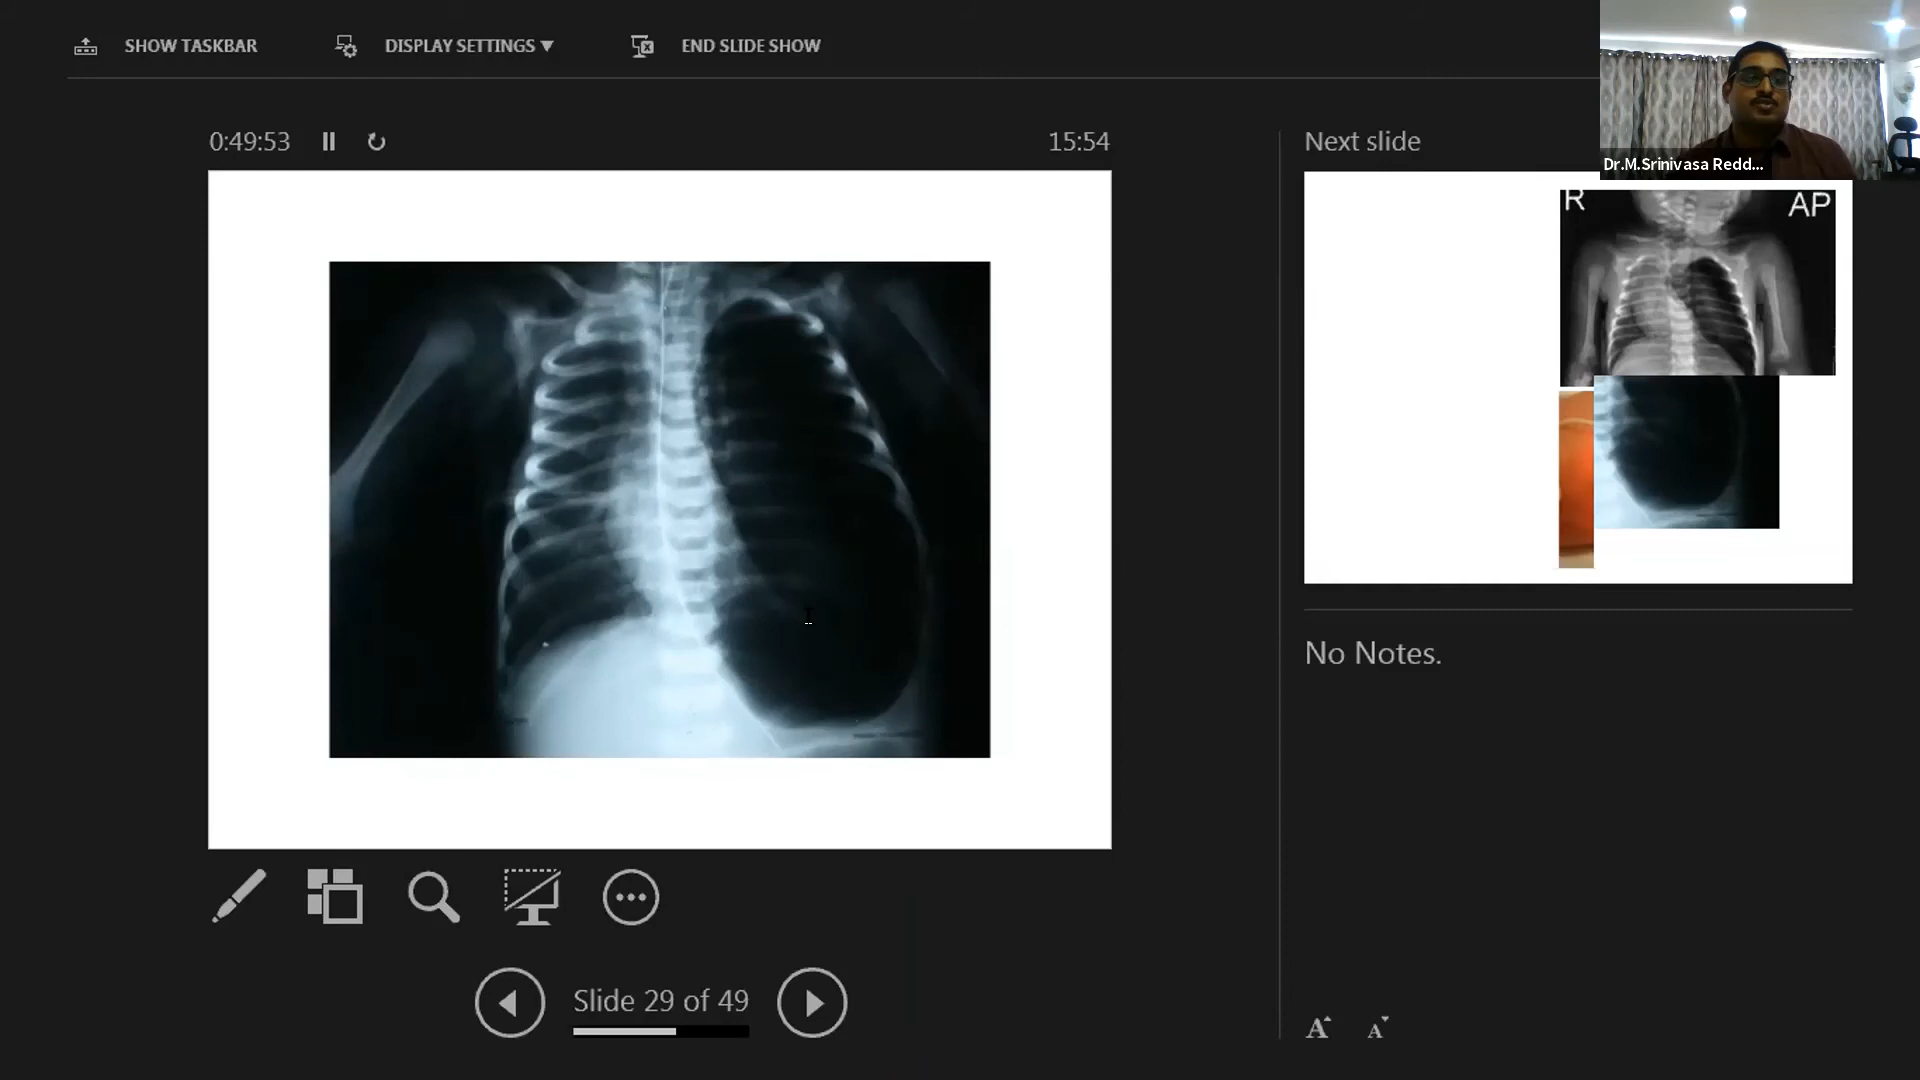 SHOW TASKBAR
DISPLAY SETTINGS ▼
END SLIDE SHOW
Dr.M.Srinivasa Redd...
0:49:53
15:54
Next slide
R
AP
No Notes.
Slide 29 of 49
A
A